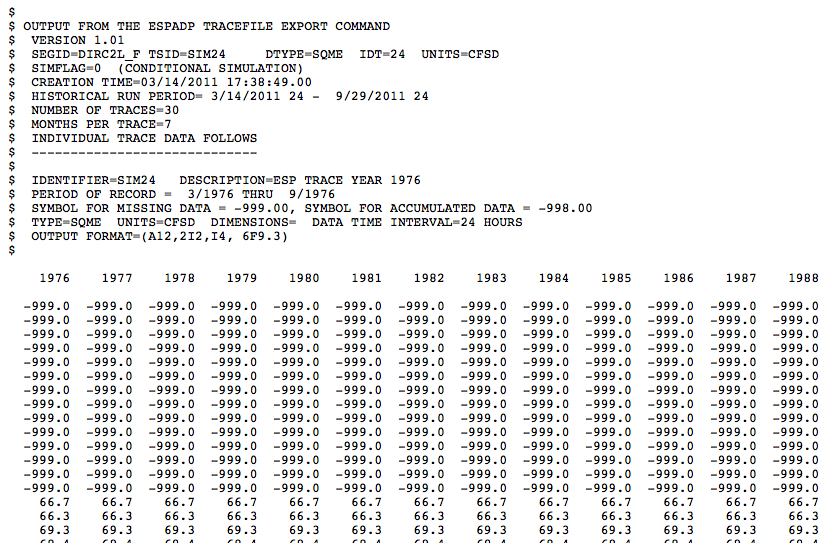 $
$ OUTPUT FROM THE ESPADP TRACEFILE EXPORT COMMAND
$  VERSION 1.01
$  SEGID=DIRC2L_F TSID=SIM24     DTYPE=SQME  IDT=24  UNITS=CFSD
$  SIMFLAG=0  (CONDITIONAL SIMULATION)
$  CREATION TIME=03/14/2011 17:38:49.00
$  HISTORICAL RUN PERIOD= 3/14/2011 24 -  9/29/2011 24
$  NUMBER OF TRACES=30
$  MONTHS PER TRACE=7
$  INDIVIDUAL TRACE DATA FOLLOWS
$  -----------------------------
$
$  IDENTIFIER=SIM24   DESCRIPTION=ESP TRACE YEAR 1976
$  PERIOD OF RECORD =  3/1976 THRU  9/1976
$  SYMBOL FOR MISSING DATA = -999.00, SYMBOL FOR ACCUMULATED DATA = -998.00
$  TYPE=SQME  UNITS=CFSD  DIMENSIONS=  DATA TIME INTERVAL=24 HOURS
$  OUTPUT FORMAT=(A12,2I2,I4, 6F9.3)
$
1976 1977 1978 1979 1980 1981 1982 1983 1984 1985 1986 1987 1988
-999.0 -999.0 -999.0 -999.0 -999.0 -999.0 -999.0 -999.0 -999.0 -999.0 -999.0 -999.0 -999.0
-999.0 -999.0 -999.0 -999.0 -999.0 -999.0 -999.0 -999.0 -999.0 -999.0 -999.0 -999.0 -999.0
-999.0 -999.0 -999.0 -999.0 -999.0 -999.0 -999.0 -999.0 -999.0 -999.0 -999.0 -999.0 -999.0
-999.0 -999.0 -999.0 -999.0 -999.0 -999.0 -999.0 -999.0 -999.0 -999.0 -999.0 -999.0 -999.0
-999.0 -999.0 -999.0 -999.0 -999.0 -999.0 -999.0 -999.0 -999.0 -999.0 -999.0 -999.0 -999.0
-999.0 -999.0 -999.0 -999.0 -999.0 -999.0 -999.0 -999.0 -999.0 -999.0 -999.0 -999.0 -999.0
-999.0 -999.0 -999.0 -999.0 -999.0 -999.0 -999.0 -999.0 -999.0 -999.0 -999.0 -999.0 -999.0
-999.0 -999.0 -999.0 -999.0 -999.0 -999.0 -999.0 -999.0 -999.0 -999.0 -999.0 -999.0 -999.0
-999.0 -999.0 -999.0 -999.0 -999.0 -999.0 -999.0 -999.0 -999.0 -999.0 -999.0 -999.0 -999.0
-999.0 -999.0 -999.0 -999.0 -999.0 -999.0 -999.0 -999.0 -999.0 -999.0 -999.0 -999.0 -999.0
-999.0 -999.0 -999.0 -999.0 -999.0 -999.0 -999.0 -999.0 -999.0 -999.0 -999.0 -999.0 -999.0
-999.0 -999.0 -999.0 -999.0 -999.0 -999.0 -999.0 -999.0 -999.0 -999.0 -999.0 -999.0 -999.0
-999.0 -999.0 -999.0 -999.0 -999.0 -999.0 -999.0 -999.0 -999.0 -999.0 -999.0 -999.0 -999.0
-999.0 -999.0 -999.0 -999.0 -999.0 -999.0 -999.0 -999.0 -999.0 -999.0 -999.0 -999.0 -999.0
66.7 66.7 66.7 66.7 66.7 66.7 66.7 66.7 66.7 66.7 66.7 66.7 66.7
66.3 66.3 66.3 66.3 66.3 66.3 66.3 66.3 66.3 66.3 66.3 66.3 66.3
69.3 69.3 69.3 69.3 69.3 69.3 69.3 69.3 69.3 69.3 69.3 69.3 69.3